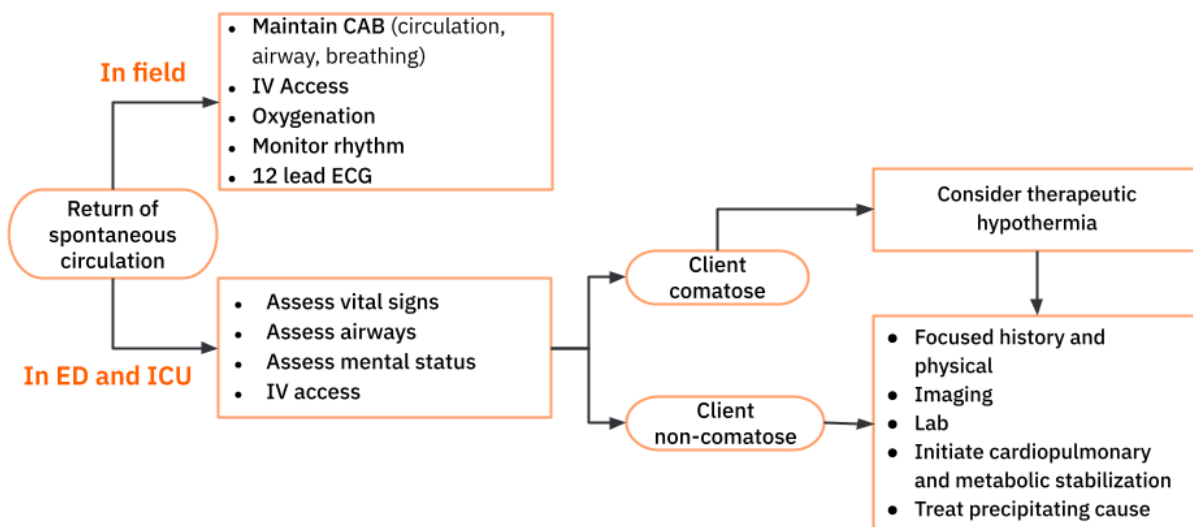 In field
• Maintain CAB (circulation,
airway, breathing)
• IV Access
• Oxygenation
• Monitor rhythm
• 12 lead ECG
Return of
spontaneous
circulation
In ED and ICU
• Assess vital signs
• Assess airways
• Assess mental status
• IV access
Client
comatose
Client
non-comatose
Consider therapeutic
hypothermia
• Focused history and
physical
• Imaging
• Lab
• Initiate cardiopulmonary
and metabolic stabilization
• Treat precipitating cause